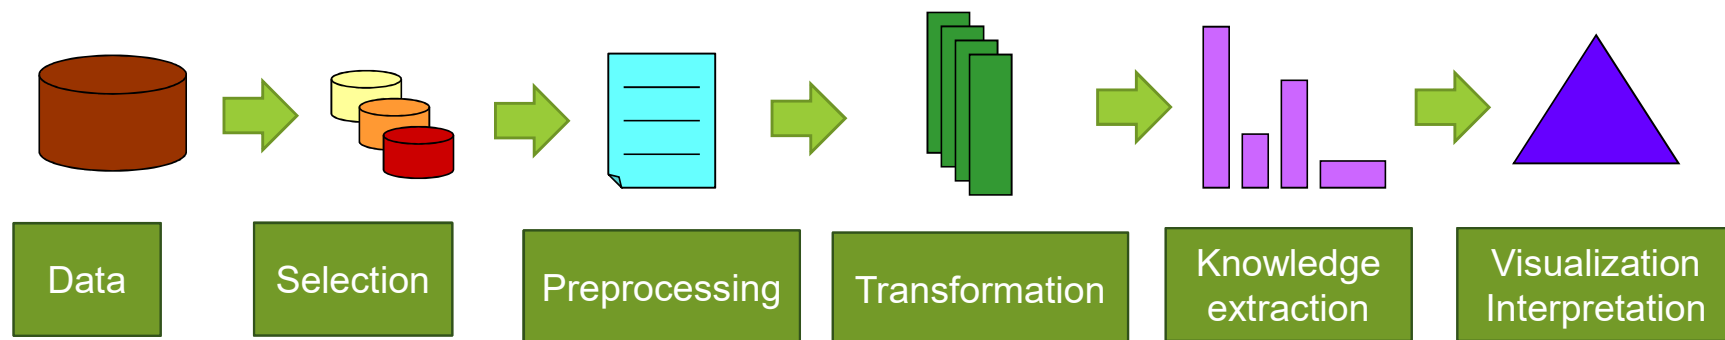 Data
Selection
Preprocessing
Transformation
Knowledge
extraction
Visualization
Interpretation